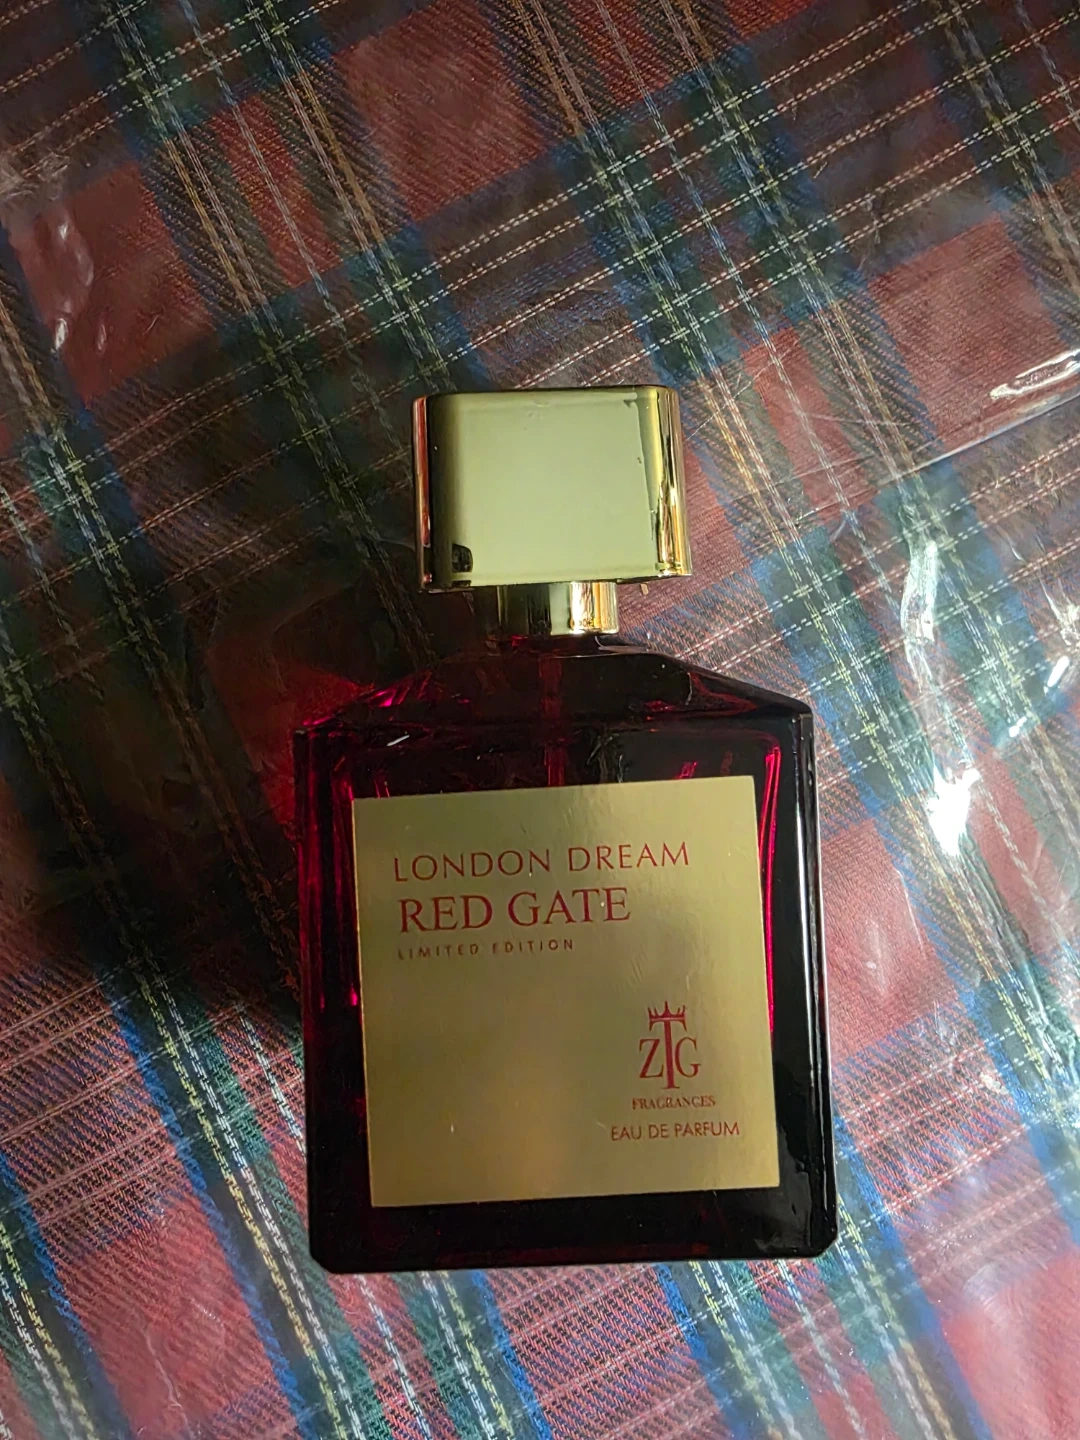 LONDON DREAM
RED GATE
LIMITED EDITION
ZTG
FRAGRANCES
EAU DE PARFUM